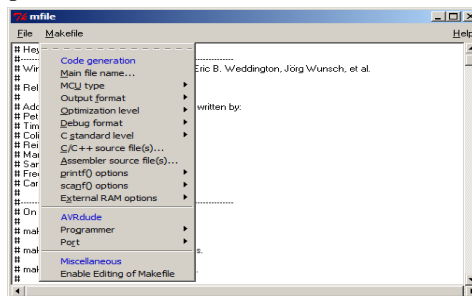 mfile
File Makefile Help
# Hey
#
Code generation
# Wir Eric B. Weddington, Jörg Wunsch, et al.
Main file name...
#
MCU type
# Rel
#
Output format
# Add written by:
Optimization level
# Pet
Debug format
# Tim
# Coli
C standard level
# Rei
C/C++ source file(s)...
# Mar
Assembler source file(s)...
# Sar
printf() options
# Fre
scanf() options
# Car
#
External RAM options
#
# On
AVRdude
#
Programmer
# mak
#
Port
# mak s.
#
Miscellaneous
# mak .
Enable Editing of Makefile
#